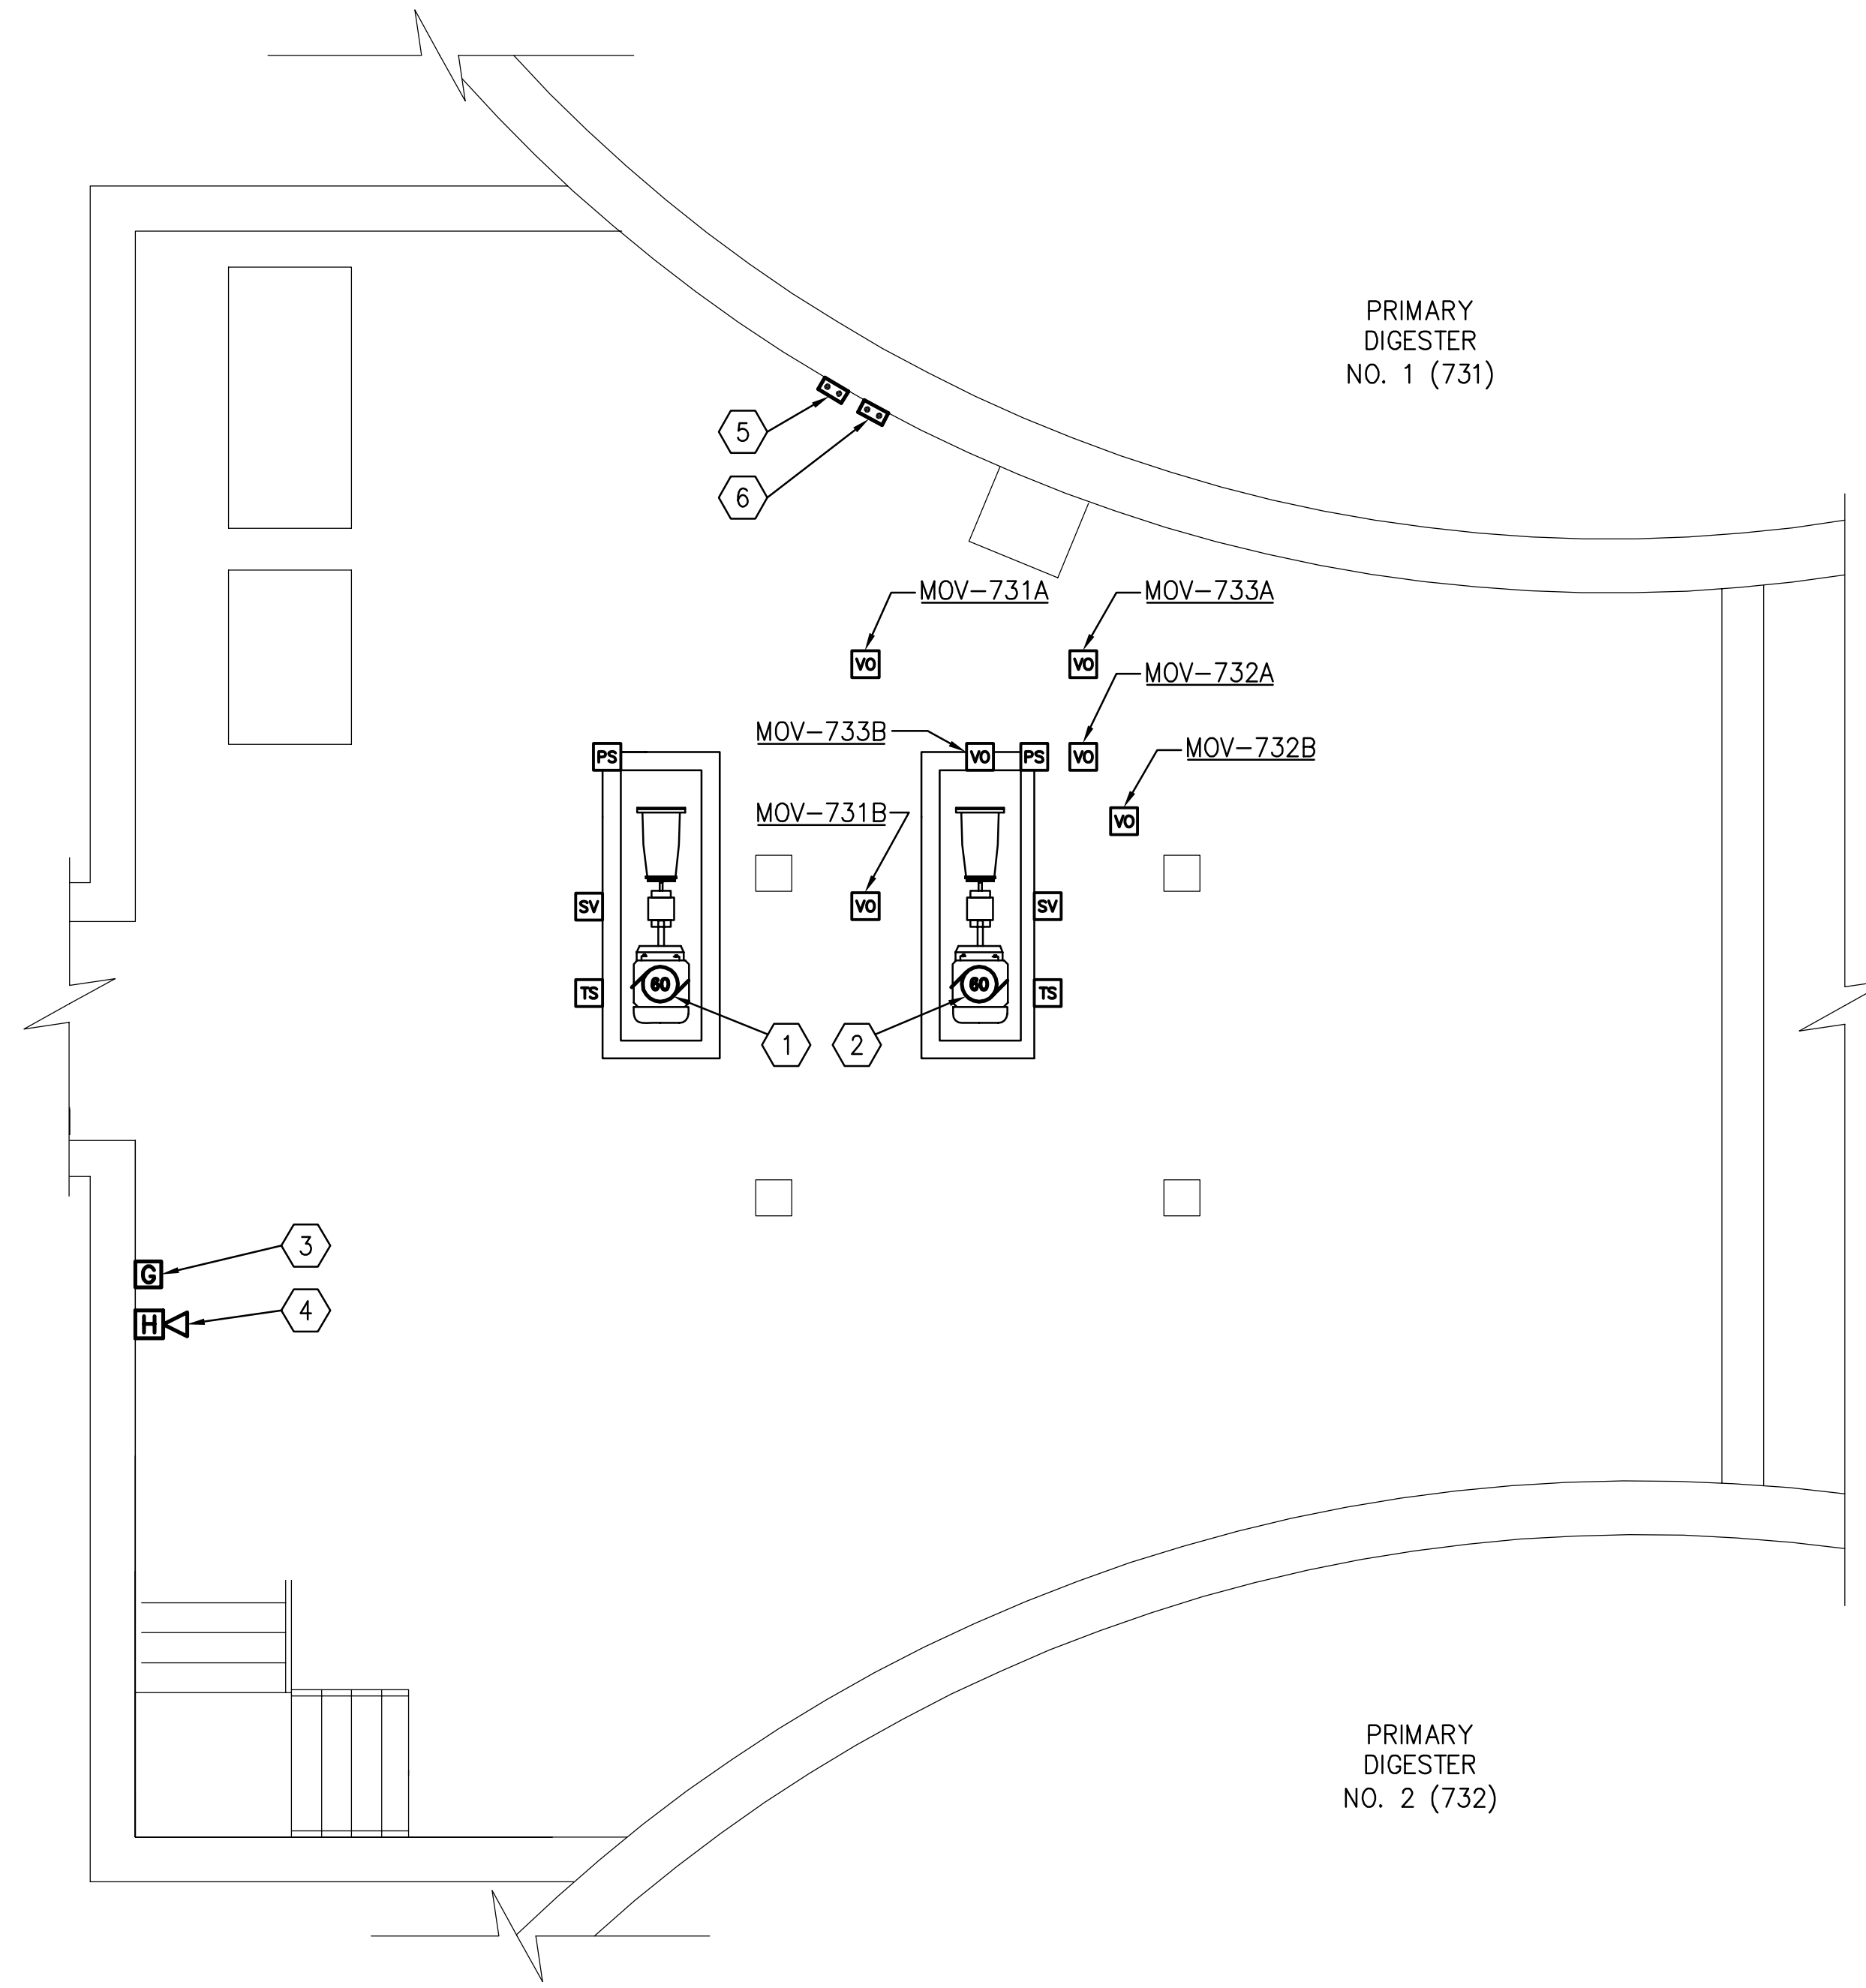 PRIMARY
DIGESTER
NO. 1 (731)
5
6
MOV-731A
MOV-733A
VO
VO
MOV-732A
MOV-733B
MOV-732B
PS
VO
PS
VO
MOV-731B
VO
SV
VO
SV
60
60
TS
TS
1
2
3
G
4
H
PRIMARY
DIGESTER
NO. 2 (732)